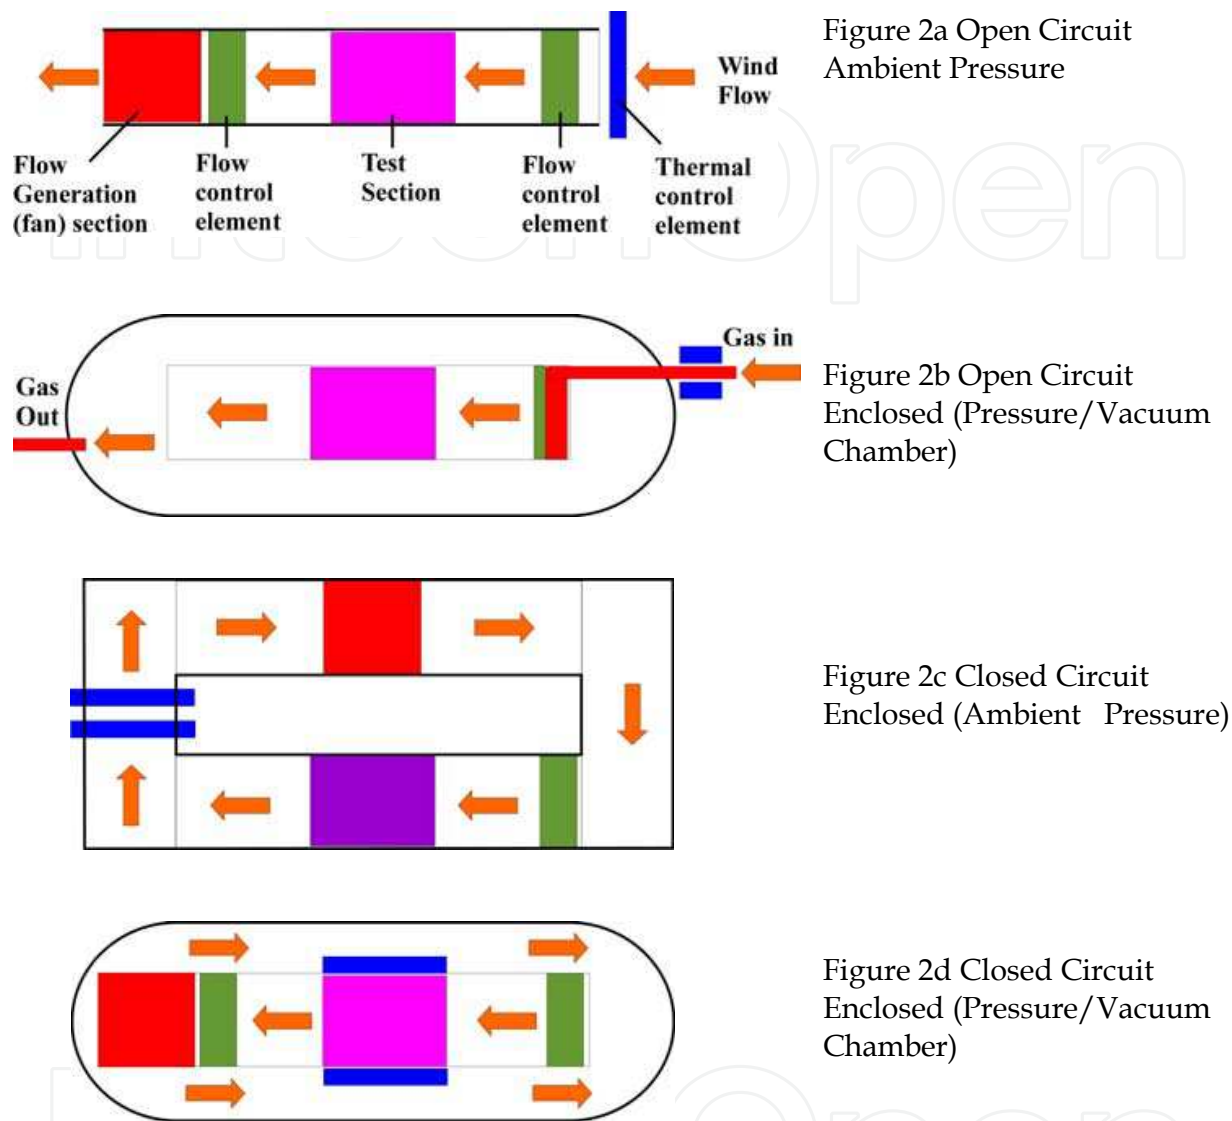 Figure 2a Open Circuit
Ambient Pressure
Wind
Flow
Flow
Generation
(fan) section
Flow
control
element
Test
Section
Flow
control
element
Thermal
control
element
IntechOpen
Gas in
Gas
Out
Figure 2b Open Circuit
Enclosed (Pressure/Vacuum
Chamber)
Figure 2c Closed Circuit
Enclosed (Ambient Pressure)
Figure 2d Closed Circuit
Enclosed (Pressure/Vacuum
Chamber)